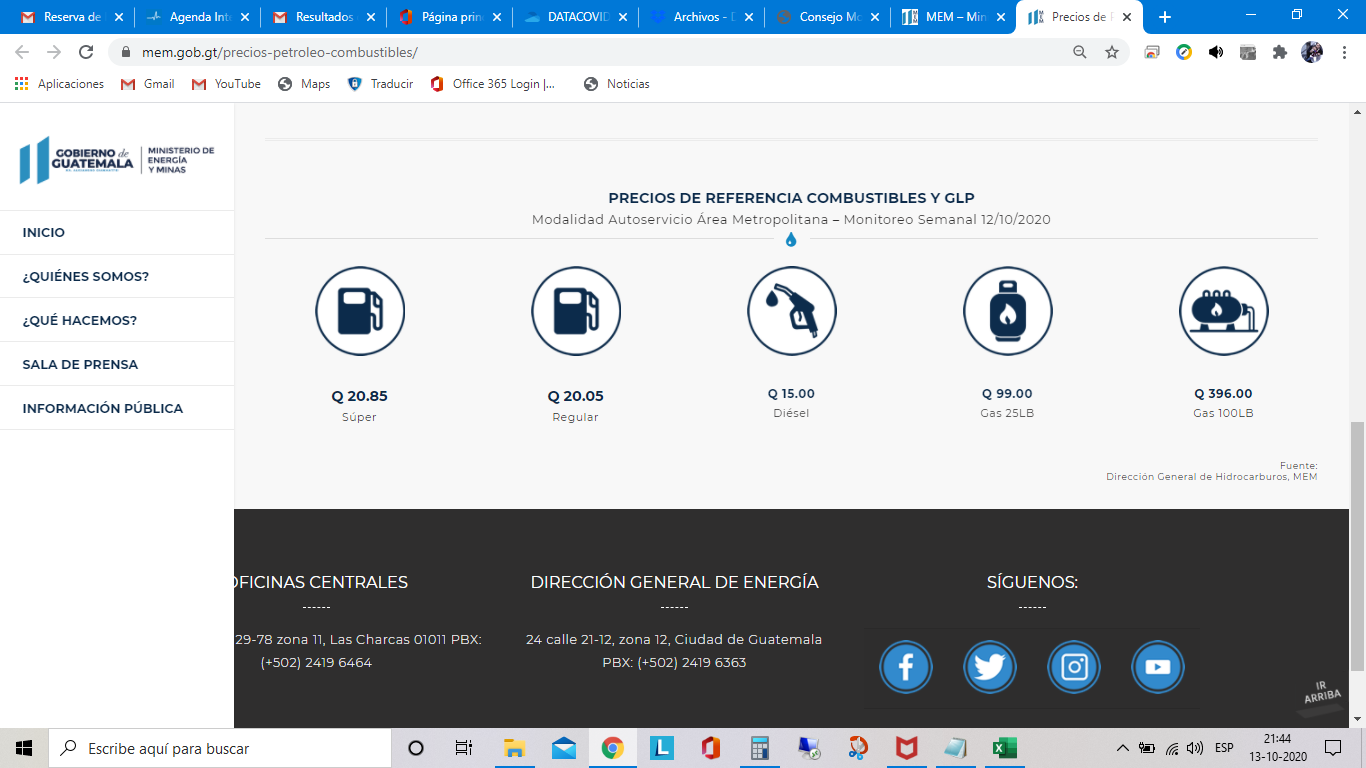 Reserva de
Agenda Inte
Resultados
Página prin
DATACOVID
Archivos - D
Consejo Mo
MEM – Min
Precios de P
mem.gob.gt/precios-petroleo-combustibles/
Aplicaciones
Gmail
YouTube
Maps
Traducir
Office 365 Login |...
Noticias
GOBIERNO de
GUATEMALA
MINISTERIO DE
ENERGÍA
Y MINAS
INICIO
¿QUIÉNES SOMOS?
¿QUÉ HACEMOS?
SALA DE PRENSA
INFORMACIÓN PÚBLICA
PRECIOS DE REFERENCIA COMBUSTIBLES Y GLP
Modalidad Autoservicio Área Metropolitana – Monitoreo Semanal 12/10/2020
Q 20.85
Súper
Q 20.05
Regular
Q 15.00
Diésel
Q 99.00
Gas 25LB
Q 396.00
Gas 100LB
Fuente:
Dirección General de Hidrocarburos, MEM
OFICINAS CENTRALES
------
29-78 zona 11, Las Charcas 01011 PBX:
(+502) 2419 6464
DIRECCIÓN GENERAL DE ENERGÍA
------
24 calle 21-12, zona 12, Ciudad de Guatemala
PBX: (+502) 2419 6363
SÍGUENOS:
------
IR
ARRIBA
Escribe aquí para buscar
ESP
21:44
13-10-2020